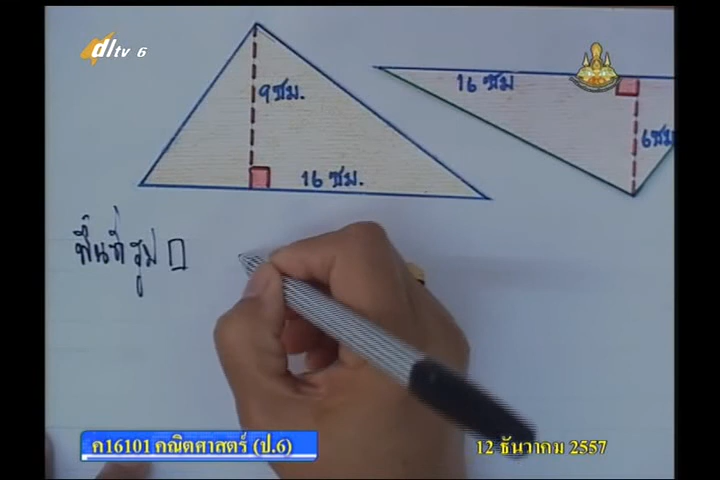 dltv 6
9 ซม.
16 ซม.
16 ซม
6 ซม
พื้นที่รูป
ค16101 คณิตศาสตร์ (ป.6)
12 ธันวาคม 2557